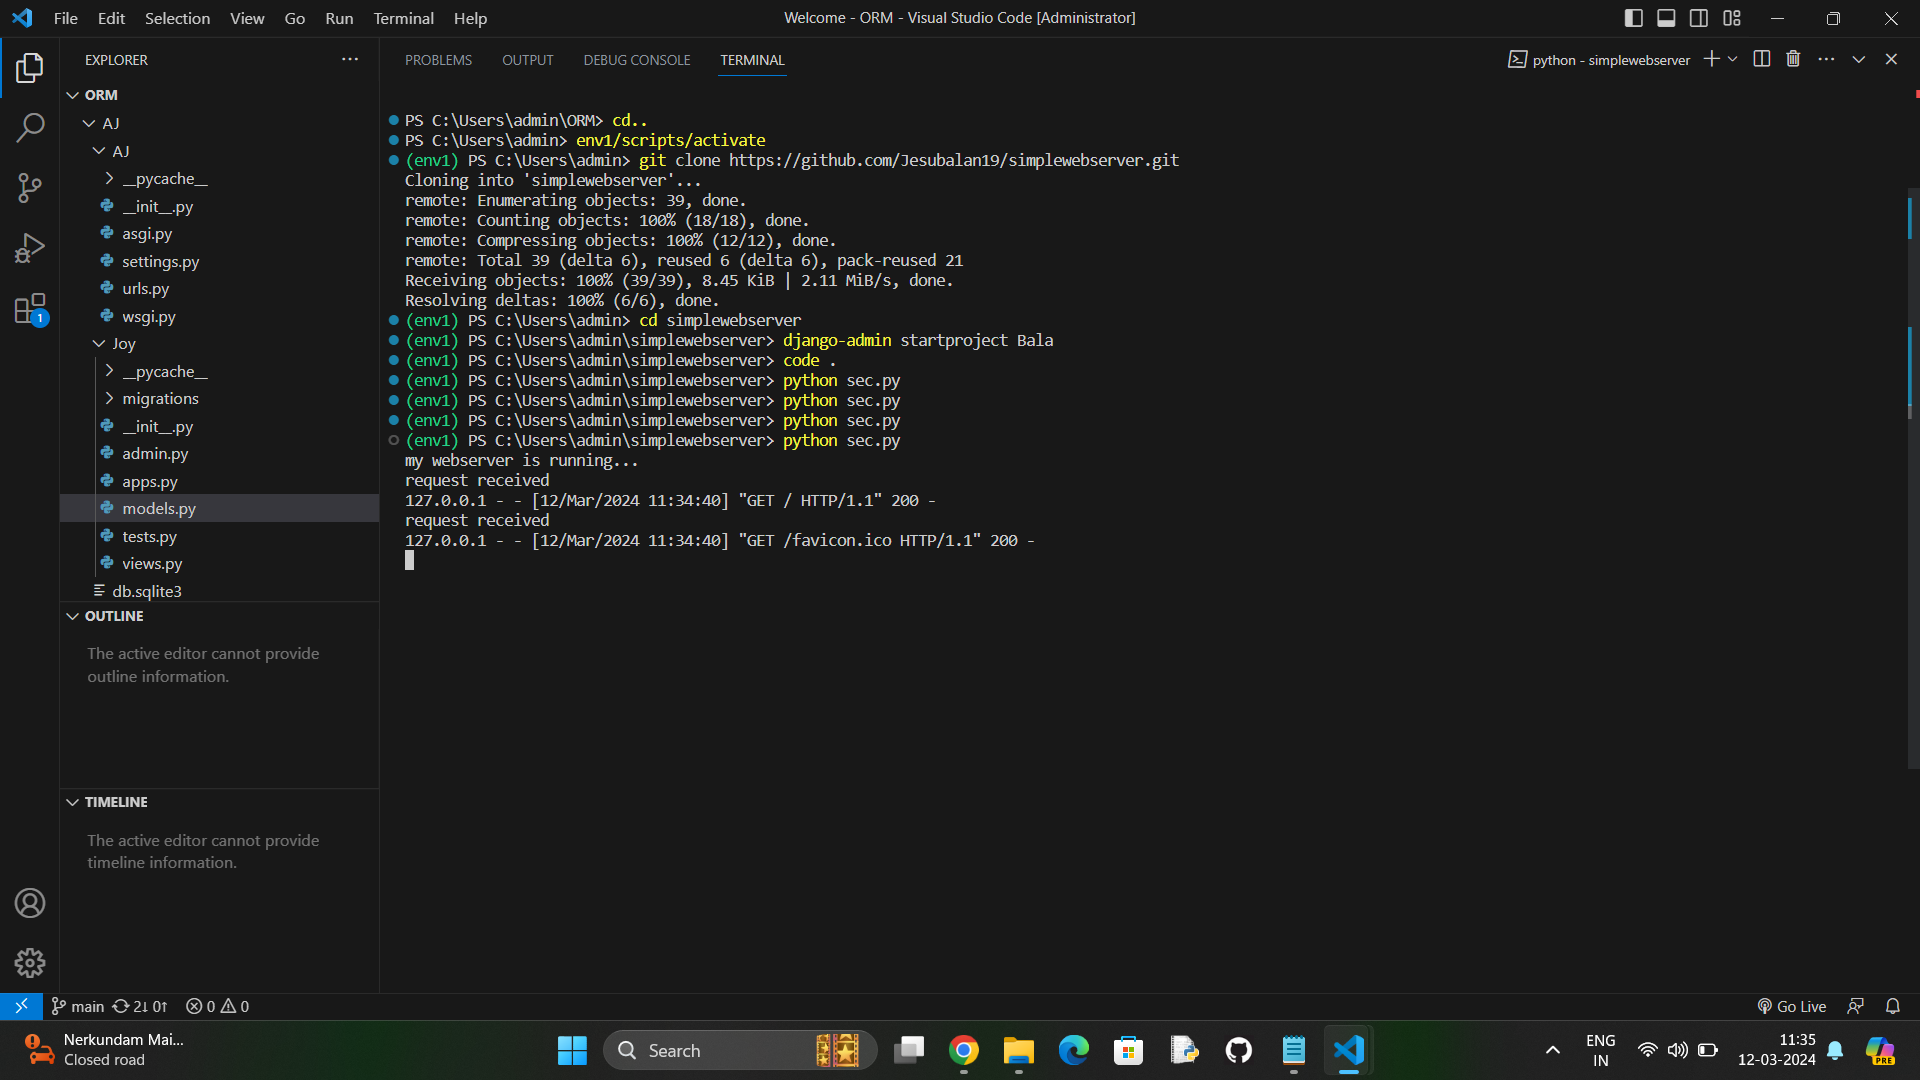 File Edit Selection View Go Run Terminal Help
Welcome - ORM - Visual Studio Code [Administrator]
EXPLORER
ORM
AJ
AJ
__pycache__
__init__.py
asgi.py
settings.py
urls.py
wsgi.py
Joy
__pycache__
migrations
__init__.py
admin.py
apps.py
models.py
tests.py
views.py
db.sqlite3
OUTLINE
The active editor cannot provide
outline information.
TIMELINE
The active editor cannot provide
timeline information.
1
PROBLEMS OUTPUT DEBUG CONSOLE TERMINAL
python - simplewebserver
PS C:\Users\admin\ORM> cd..
PS C:\Users\admin> env1/scripts/activate
(env1) PS C:\Users\admin> git clone https://github.com/Jesubalan19/simplewebserver.git
Cloning into 'simplewebserver'...
remote: Enumerating objects: 39, done.
remote: Counting objects: 100% (18/18), done.
remote: Compressing objects: 100% (12/12), done.
remote: Total 39 (delta 6), reused 6 (delta 6), pack-reused 21
Receiving objects: 100% (39/39), 8.45 KiB | 2.11 MiB/s, done.
Resolving deltas: 100% (6/6), done.
(env1) PS C:\Users\admin> cd simplewebserver
(env1) PS C:\Users\admin\simplewebserver> django-admin startproject Bala
(env1) PS C:\Users\admin\simplewebserver> code .
(env1) PS C:\Users\admin\simplewebserver> python sec.py
(env1) PS C:\Users\admin\simplewebserver> python sec.py
(env1) PS C:\Users\admin\simplewebserver> python sec.py
(env1) PS C:\Users\admin\simplewebserver> python sec.py
my webserver is running...
request received
127.0.0.1 - - [12/Mar/2024 11:34:40] "GET / HTTP/1.1" 200 -
request received
127.0.0.1 - - [12/Mar/2024 11:34:40] "GET /favicon.ico HTTP/1.1" 200 -
main 2↓ 0↑ 0 0
Go Live
Nerkundam Mai...
Closed road
Search
ENG
IN
11:35
12-03-2024
PRE